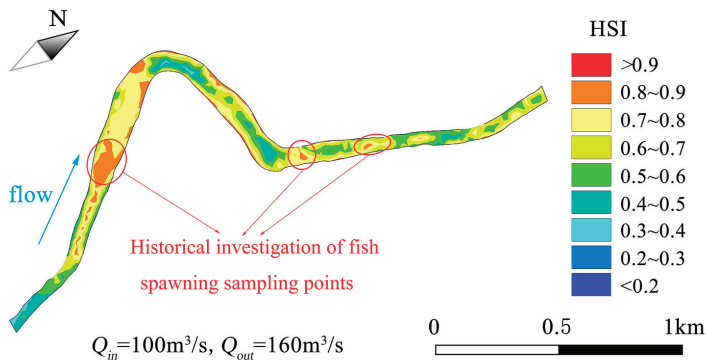 N
HSI
>0.9
0.8~0.9
0.7~0.8
0.6~0.7
0.5~0.6
0.4~0.5
0.3~0.4
0.2~0.3
<0.2
flow
Historical investigation of fish
spawning sampling points
Q_in=100m³/s, Q_out=160m³/s
0 0.5 1km